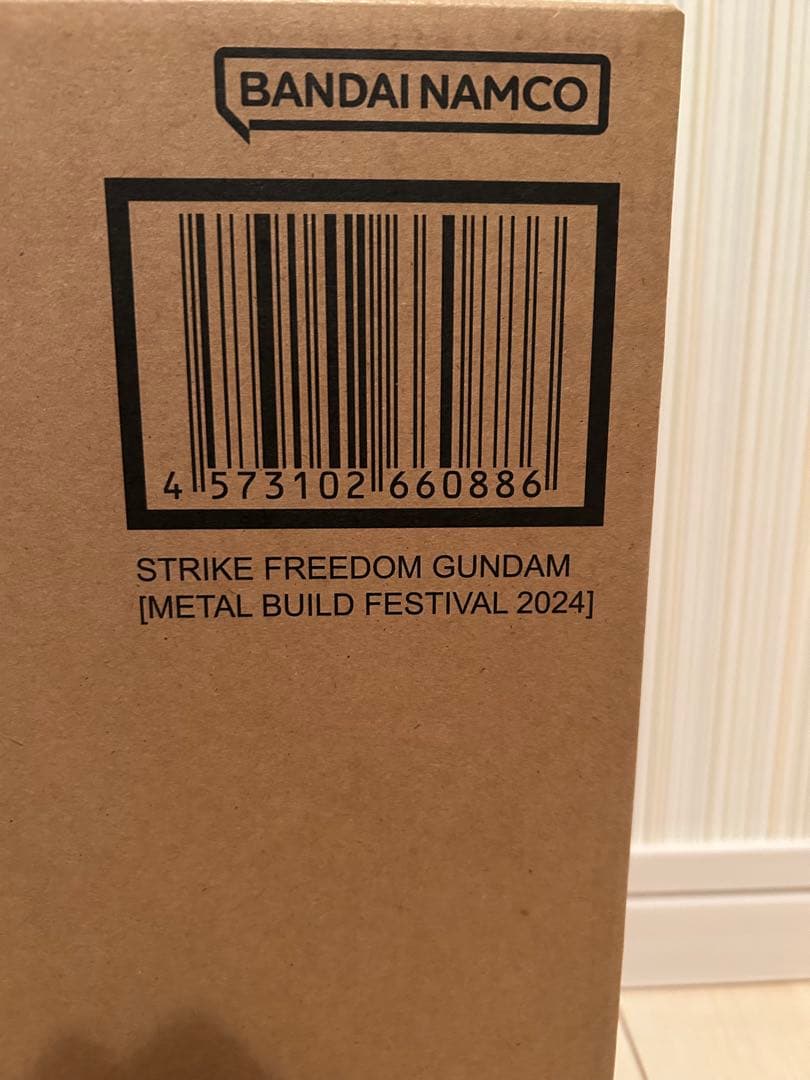 BANDAI NAMCO
4 573102 660886
STRIKE FREEDOM GUNDAM
[METAL BUILD FESTIVAL 2024]